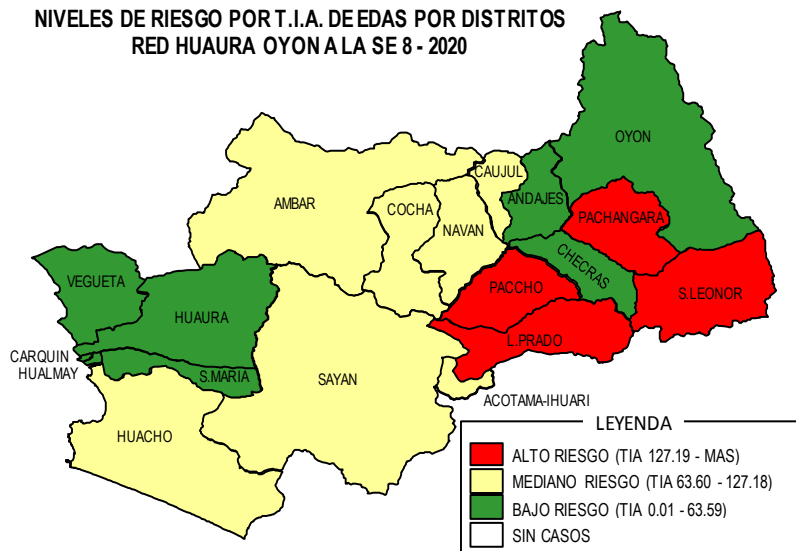 NIVELES DE RIESGO POR T.I.A. DE EDAS POR DISTRITOS
RED HUAURA OYON A LA SE 8 - 2020
OYON
CAUJUL
ANDAJES
AMBAR
COCHA
NAVAN
PACHANGARA
CHECRAS
VEGUETA
PACCHO
S.LEONOR
HUAURA
L.PRADO
CARQUIN
HUALMAY
S.MARIA
SAYAN
ACOTAMA-IHUARI
HUACHO
LEYENDA
ALTO RIESGO (TIA 127.19 - MAS)
MEDIANO RIESGO (TIA 63.60 - 127.18)
BAJO RIESGO (TIA 0.01 - 63.59)
SIN CASOS